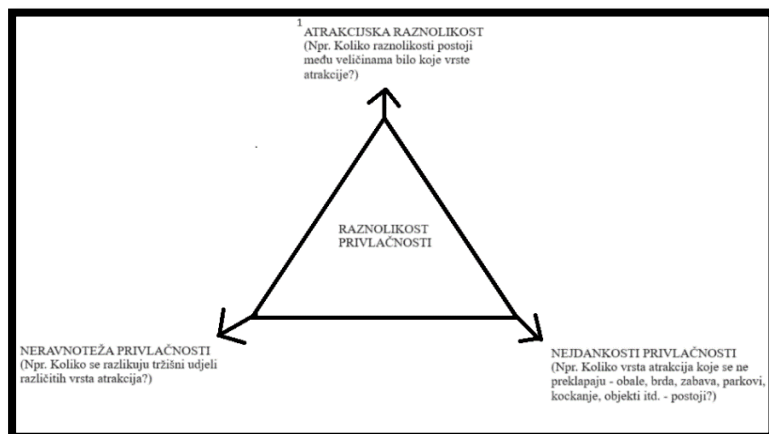 1
ATRAKCIJSKA RAZNOLIKOST
(Npr. Koliko raznolikosti postoji
među veličinama bilo koje vrste
atrakcije?)
RAZNOLIKOST
PRIVLAČNOSTI
NERAVNOTEŽA PRIVLAČNOSTI
(Npr. Koliko se razlikuju tržišni udjeli
različitih vrsta atrakcija?)
NEJDANKOSTI PRIVLAČNOSTI
(Npr. Koliko vrsta atrakcija koje se ne
preklapaju - obale, brda, zabava, parkovi,
kockanje, objekti itd. - postoji?)